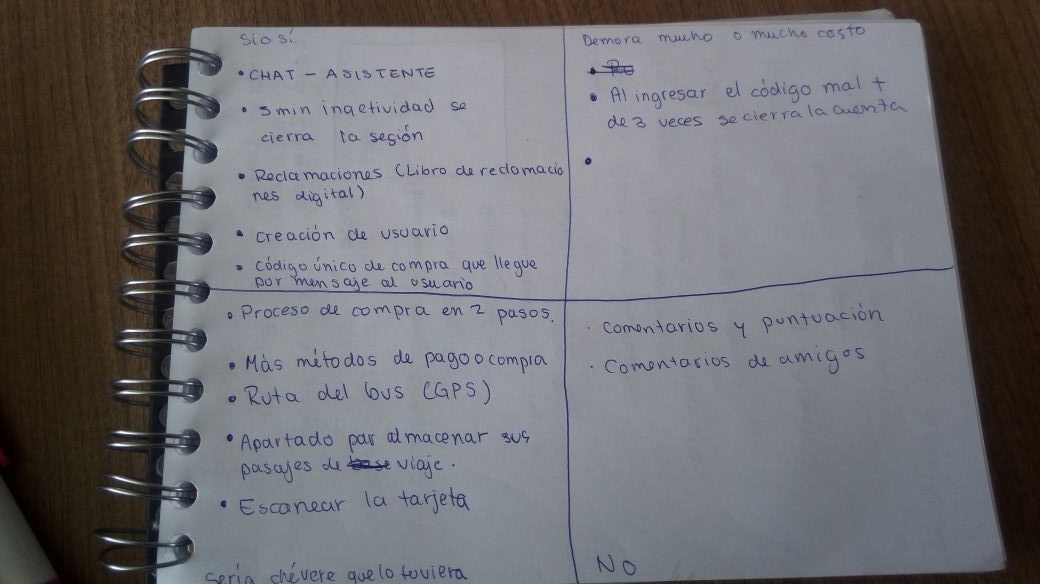 Sí o sí.
• CHAT - ASISTENTE
• 5 min inactividad se
cierra la sesión
• Reclamaciones (Libro de reclamacio
nes digital)
• Creación de usuario
• Código único de compra que llegue
por mensaje al usuario
Demora mucho o mucho costo
• Al ingresar el código mal +
de 3 veces se cierra la cuenta
•
• Proceso de compra en 2 pasos.
• Más métodos de pago o compra
• Ruta del bus (GPS)
• Apartado par almacenar sus
pasajes de viaje.
• Escanear la tarjeta
Sería chévere que lo tuviera
· Comentarios y puntuación
· Comentarios de amigos
NO